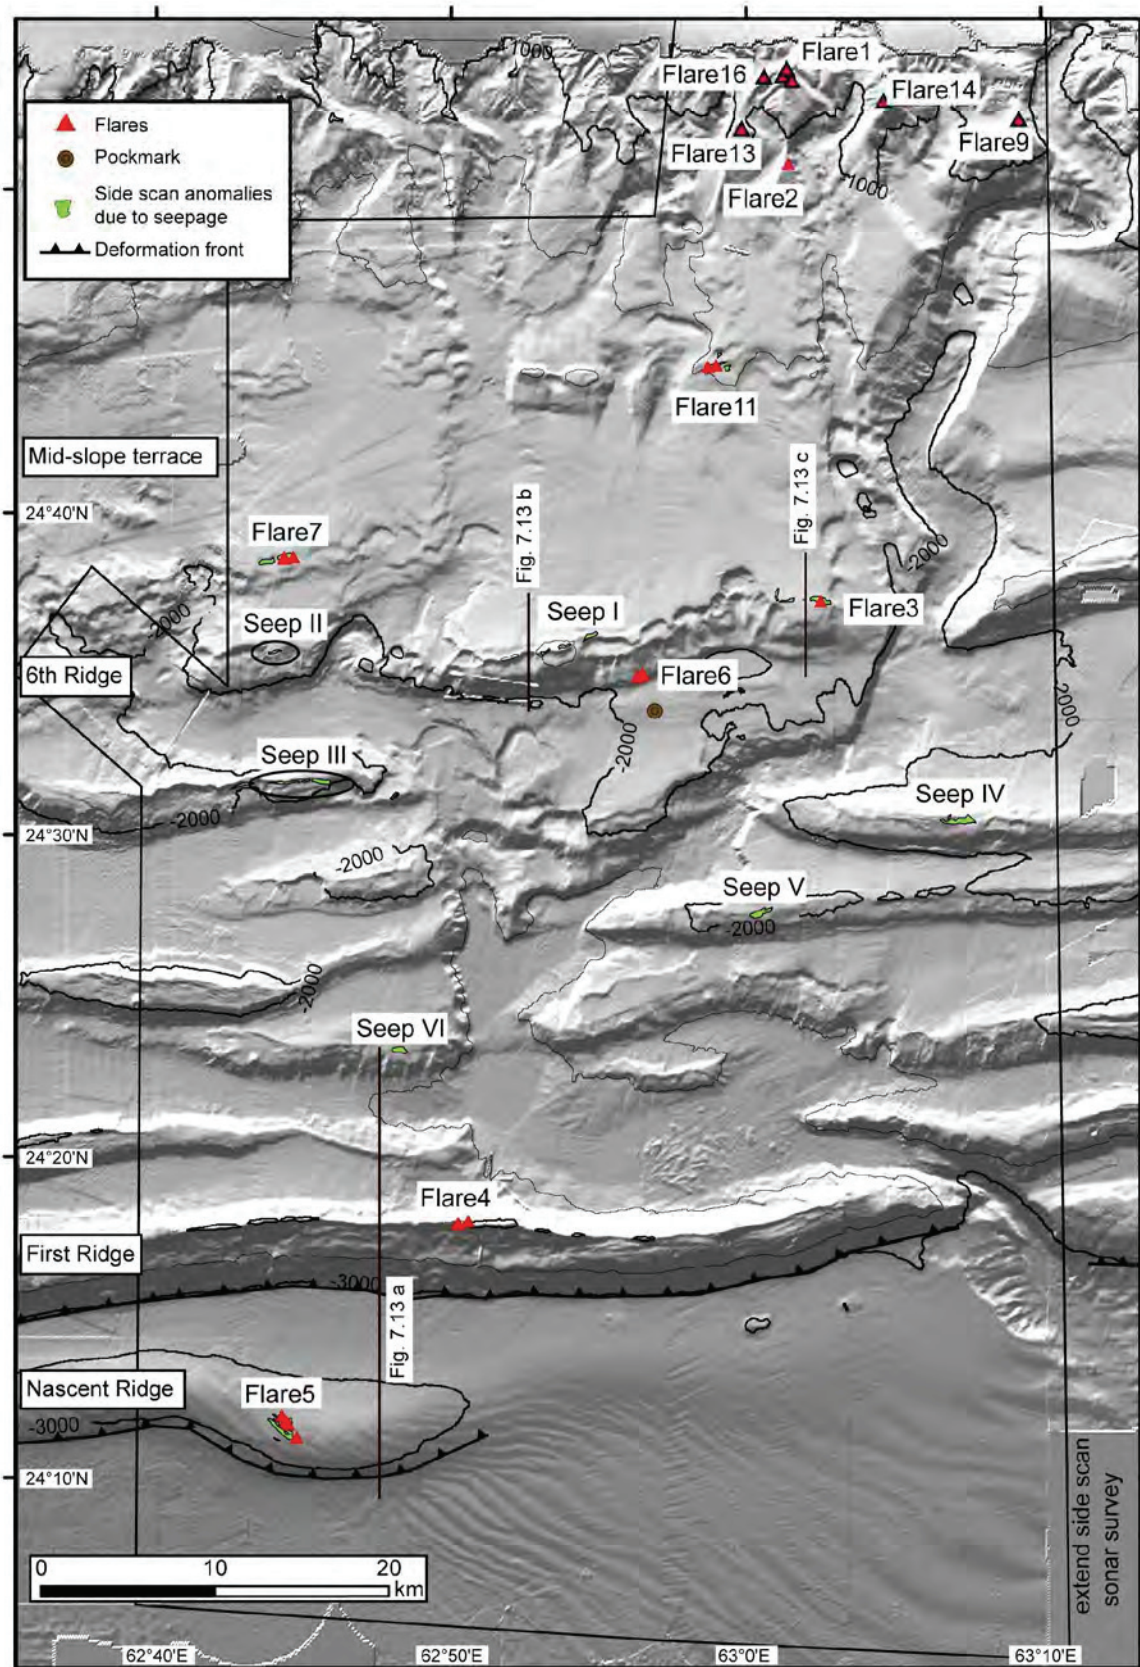 1000
Flare1
Flare16
Flare14
Flare9
Flare13
Flare2
1000
Flares
Pockmark
Side scan anomalies
due to seepage
Deformation front
Flare11
Mid-slope terrace
24°40'N
Fig. 7.13 b
Fig. 7.13 c
Flare7
-2000
Flare3
Seep I
-2000
Seep II
6th Ridge
Flare6
2000
-2000
Seep III
-2000
Seep IV
24°30'N
-2000
Seep V
-2000
-2000
Seep VI
24°20'N
Flare4
First Ridge
-3000
Fig. 7.13 a
Nascent Ridge
Flare5
-3000
24°10'N
extend side scan
sonar survey
0 10 20
km
62°40'E 62°50'E 63°0'E 63°10'E